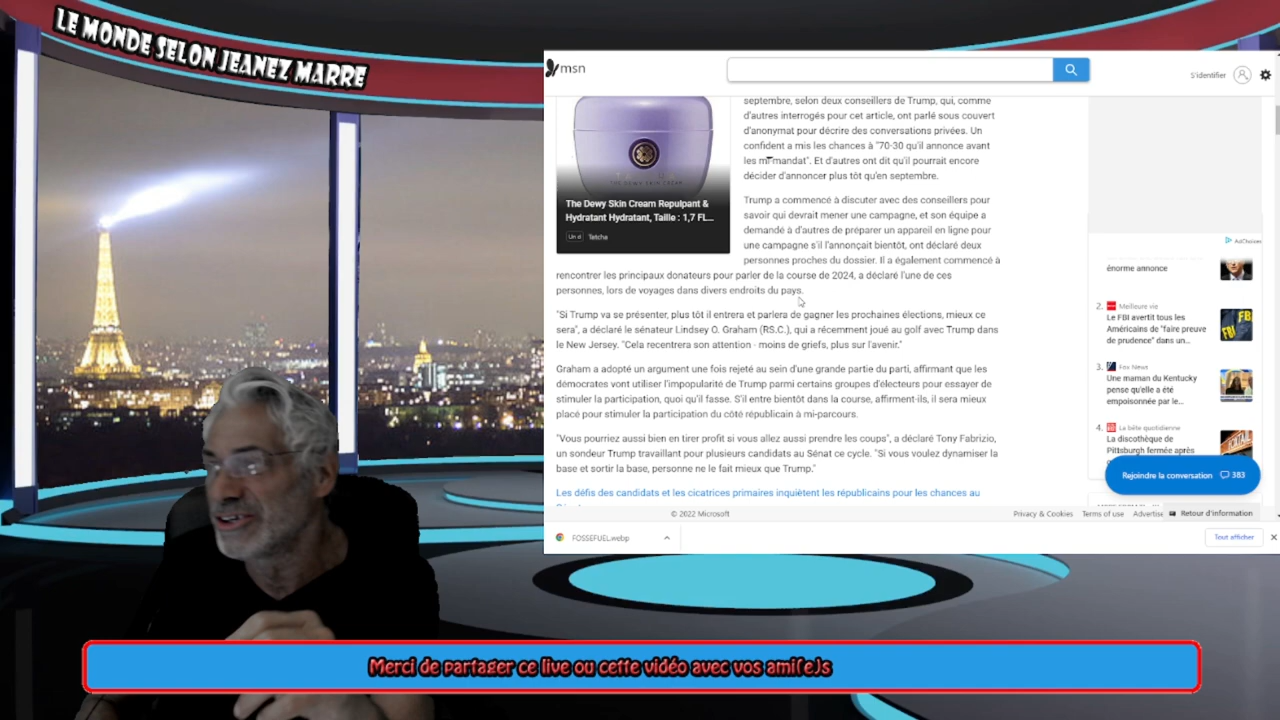 LE MONDE SELON JEANEZ MARRE
msn
S'identifier
septembre, selon deux conseillers de Trump, qui, comme
d'autres interrogés pour cet article, ont parlé sous couvert
d'anonymat pour décrire des conversations privées. Un
confident a mis les chances à "70-30 qu'il annonce avant
les mi-mandat". Et d'autres ont dit qu'il pourrait encore
décider d'annoncer plus tôt qu'en septembre.
The Dewy Skin Cream Repulpant &
Hydratant Hydratant, Taille : 1,7 FL...
Un d Tatcha
Trump a commencé à discuter avec des conseillers pour
savoir qui devrait mener une campagne, et son équipe a
demandé à d'autres de préparer un appareil en ligne pour
une campagne s'il l'annonçait bientôt, ont déclaré deux
personnes proches du dossier. Il a également commencé à
rencontrer les principaux donateurs pour parler de la course de 2024, a déclaré l'une de ces
personnes, lors de voyages dans divers endroits du pays.
"Si Trump va se présenter, plus tôt il entrera et parlera de gagner les prochaines élections, mieux ce
sera", a déclaré le sénateur Lindsey O. Graham (RS.C.), qui a récemment joué au golf avec Trump dans
le New Jersey. "Cela recentrera son attention - moins de griefs, plus sur l'avenir."
Graham a adopté un argument une fois rejeté au sein d'une grande partie du parti, affirmant que les
démocrates vont utiliser l'impopularité de Trump parmi certains groupes d'électeurs pour essayer de
stimuler la participation, quoi qu'il fasse. S'il entre bientôt dans la course, affirment-ils, il sera mieux
placé pour stimuler la participation du côté républicain à mi-parcours.
"Vous pourriez aussi bien en tirer profit si vous allez aussi prendre les coups", a déclaré Tony Fabrizio,
un sondeur Trump travaillant pour plusieurs candidats au Sénat ce cycle. "Si vous voulez dynamiser la
base et sortir la base, personne ne le fait mieux que Trump."
Les défis des candidats et les cicatrices primaires inquiètent les républicains pour les chances au
AdChoices
énorme annonce
2. Meilleure vie
Le FBI avertit tous les
Américains de "faire preuve
de prudence" dans un...
FBI
3. Fox News
Une maman du Kentucky
pense qu'elle a été
empoisonnée par le...
4. La bête quotidienne
La discothèque de
Pittsburgh fermée après
Rejoindre la conversation 383
© 2022 Microsoft
Privacy & Cookies Terms of use Advertise Retour d'information
FOSSEFUEL.webp
Tout afficher
Merci de partager ce live ou cette vidéo avec vos ami(e)s